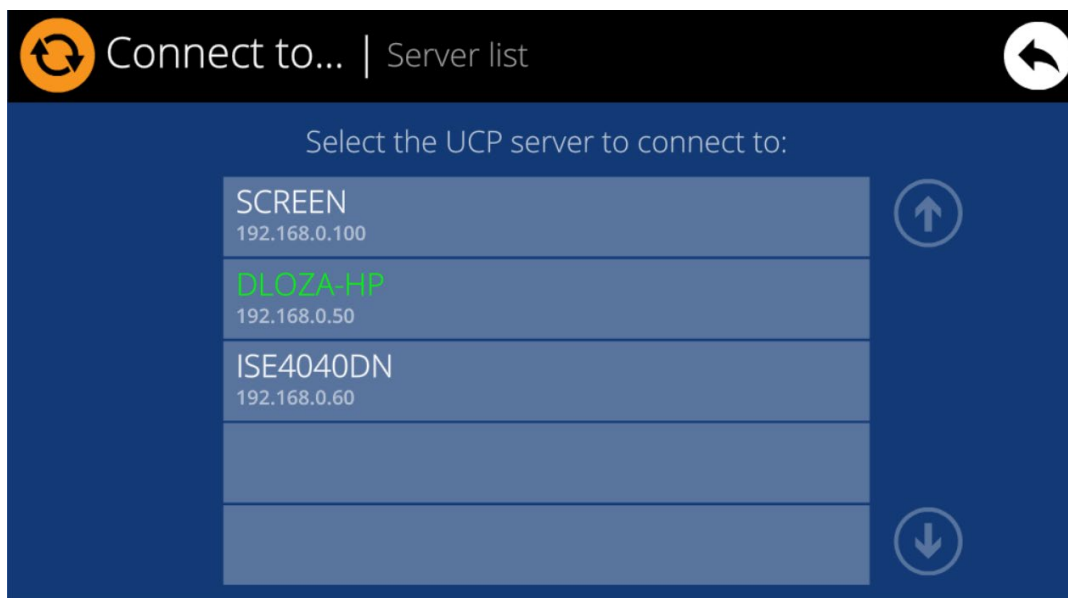 Connect to... | Server list
Select the UCP server to connect to:
SCREEN
192.168.0.100
DLOZA-HP
192.168.0.50
ISE4040DN
192.168.0.60